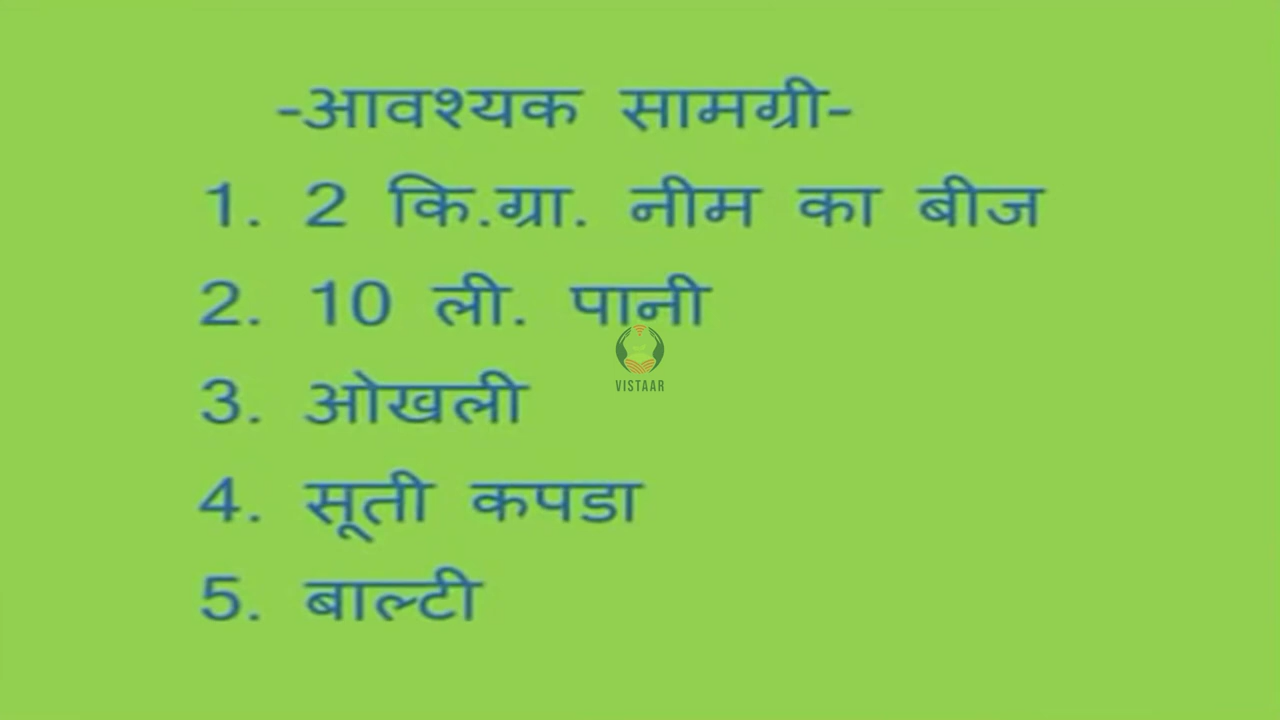 -आवश्यक सामग्री-
1. 2 कि.ग्रा. नीम का बीज
2. 10 ली. पानी
VISTAAR
3. ओखली
4. सूती कपडा
5. बाल्टी